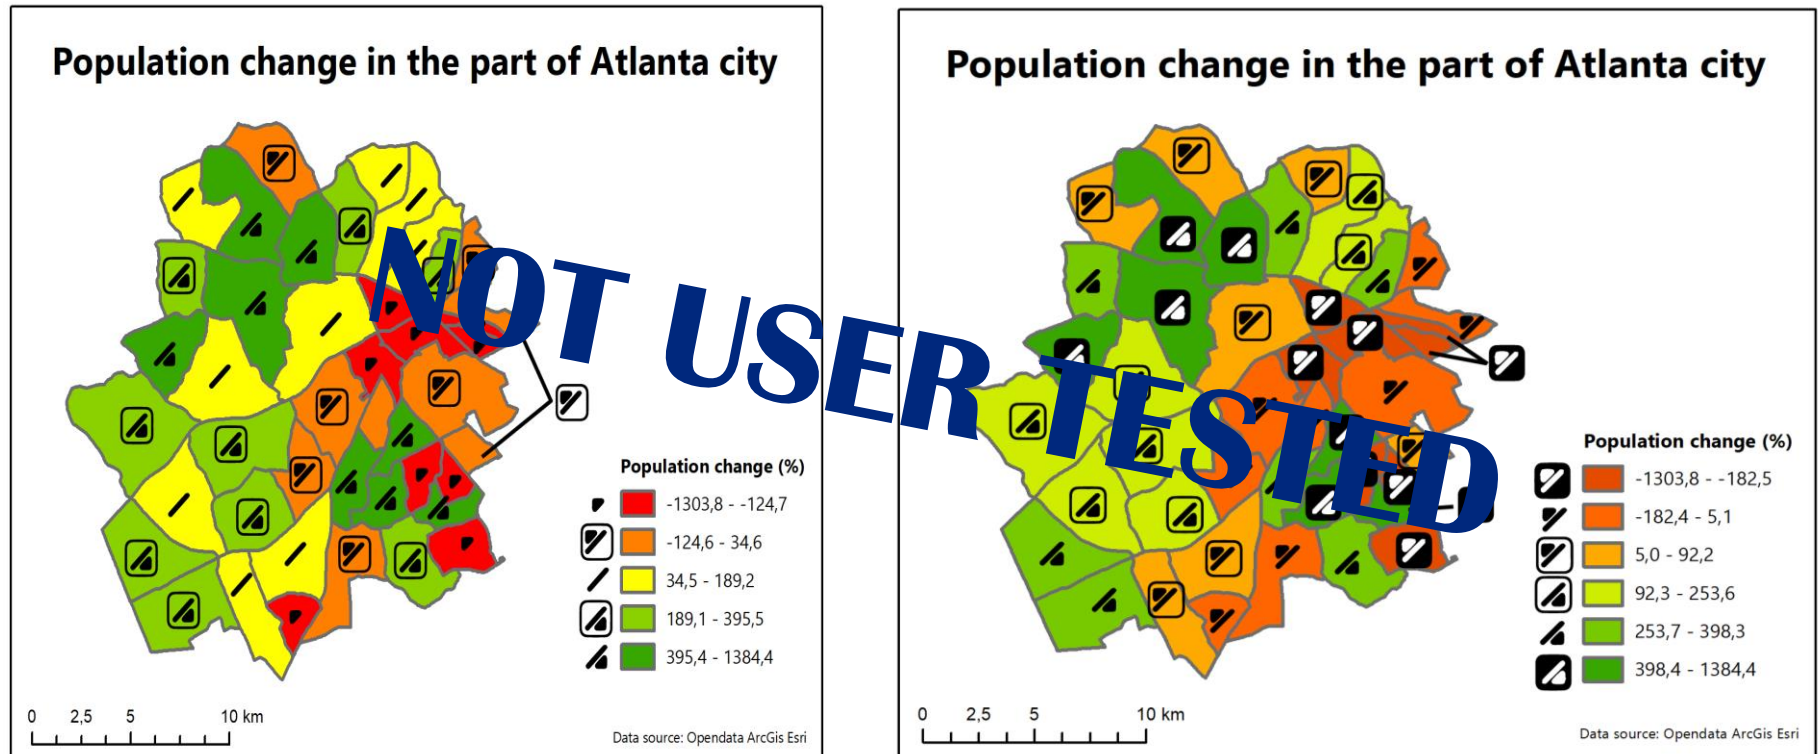 Population change in the part of Atlanta city
Population change (%)
-1303,8 - -124,7
-124,6 - 34,6
34,5 - 189,2
189,1 - 395,5
395,4 - 1384,4
0 2,5 5 10 km
Data source: Opendata ArcGis Esri
Population change in the part of Atlanta city
Population change (%)
-1303,8 - -182,5
-182,4 - 5,1
5,0 - 92,2
92,3 - 253,6
253,7 - 398,3
398,4 - 1384,4
0 2,5 5 10 km
Data source: Opendata ArcGis Esri
NOT USER TESTED